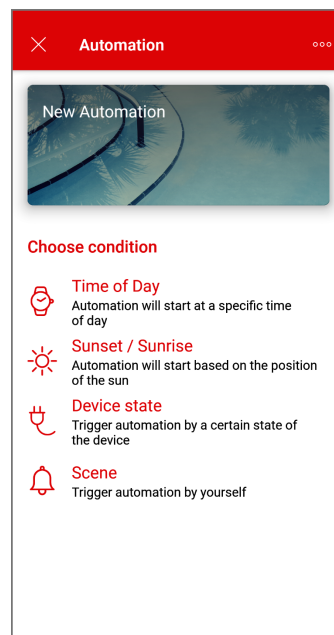 Automation
New Automation
Choose condition
Time of Day
Automation will start at a specific time
of day
Sunset / Sunrise
Automation will start based on the position
of the sun
Device state
Trigger automation by a certain state of
the device
Scene
Trigger automation by yourself